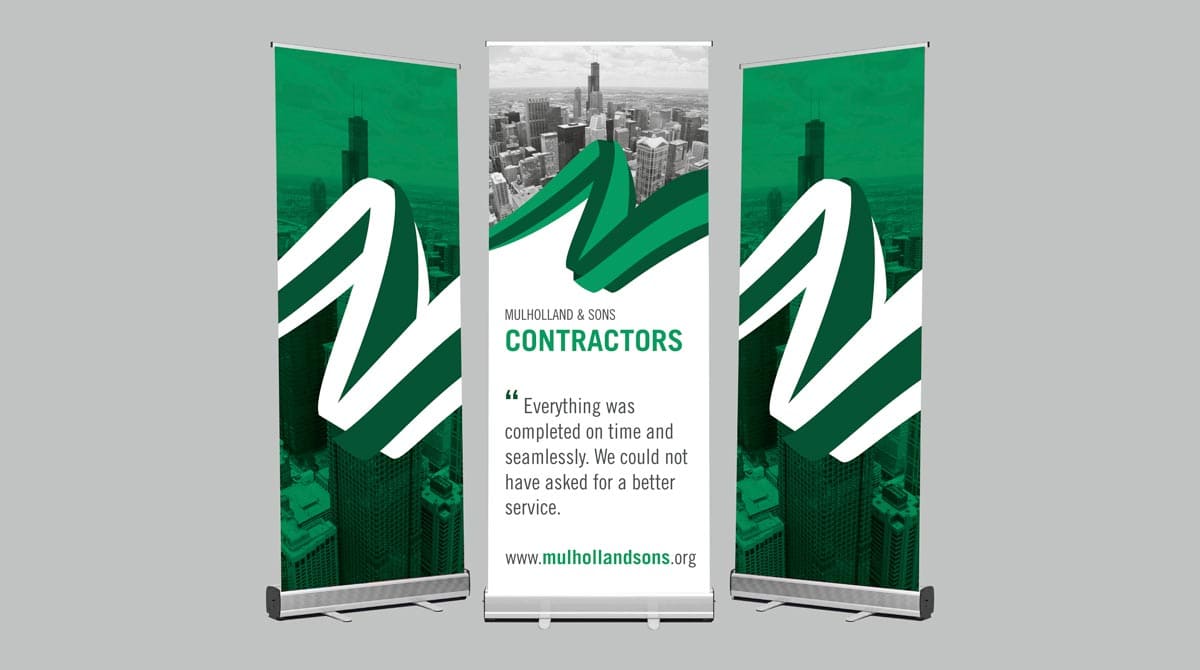 MULHOLLAND & SONS
CONTRACTORS
“ Everything was
completed on time and
seamlessly. We could not
have asked for a better
service.
www.mulhollandsons.org